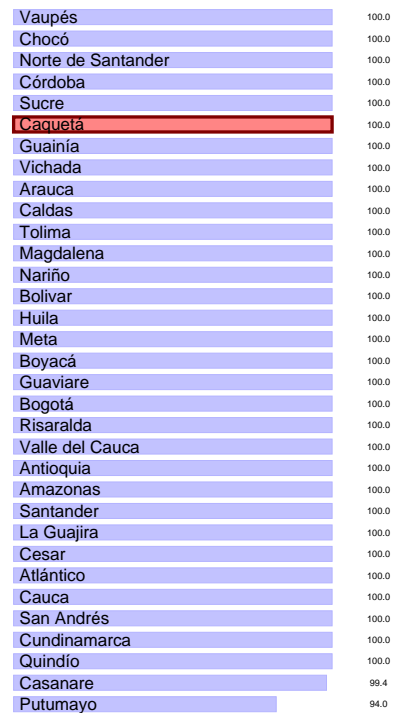 Vaupés 100.0
Chocó 100.0
Norte de Santander 100.0
Córdoba 100.0
Sucre 100.0
Caquetá 100.0
Guainía 100.0
Vichada 100.0
Arauca 100.0
Caldas 100.0
Tolima 100.0
Magdalena 100.0
Nariño 100.0
Bolivar 100.0
Huila 100.0
Meta 100.0
Boyacá 100.0
Guaviare 100.0
Bogotá 100.0
Risaralda 100.0
Valle del Cauca 100.0
Antioquia 100.0
Amazonas 100.0
Santander 100.0
La Guajira 100.0
Cesar 100.0
Atlántico 100.0
Cauca 100.0
San Andrés 100.0
Cundinamarca 100.0
Quindío 100.0
Casanare 99.4
Putumayo 94.0